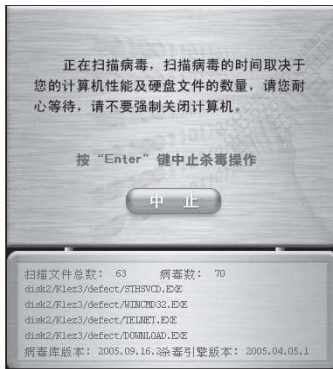 正在扫描病毒，扫描病毒的时间取决于
您的计算机性能及硬盘文件的数量，请您耐
心等待，请不要强制关闭计算机。
按“Enter”键中止杀毒操作
中 止
扫描文件总数： 63 病毒数： 70
disk2/Klez3/defect/STHSVCD.EXE
disk2/Klez3/defect/WINCMD32.EXE
disk2/Klez3/defect/TELNET.EXE
disk2/Klez3/defect/DOWNLOAD.EXE
病毒库版本： 2005.09.16.2杀毒引擎版本： 2005.04.05.1